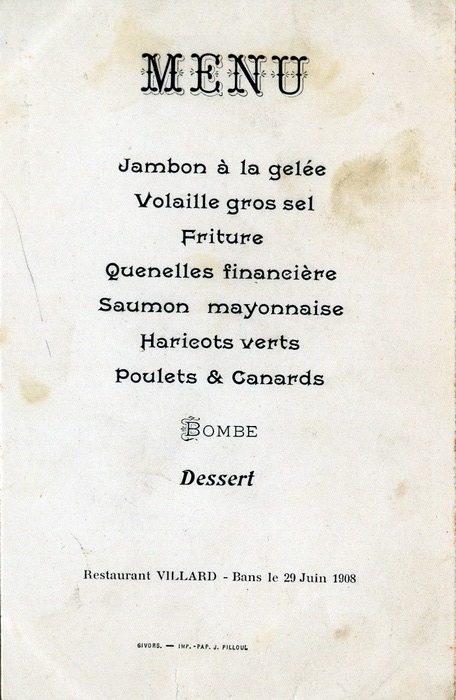 MENU
Jambon à la gelée
Volaille gros sel
Friture
Quenelles financière
Saumon mayonnaise
Haricots verts
Poulets & Canards
BOMBE
Dessert
Restaurant VILLARD - Bans le 29 Juin 1908
GIVORS. — IMP.-PAP. J. PILLOUL